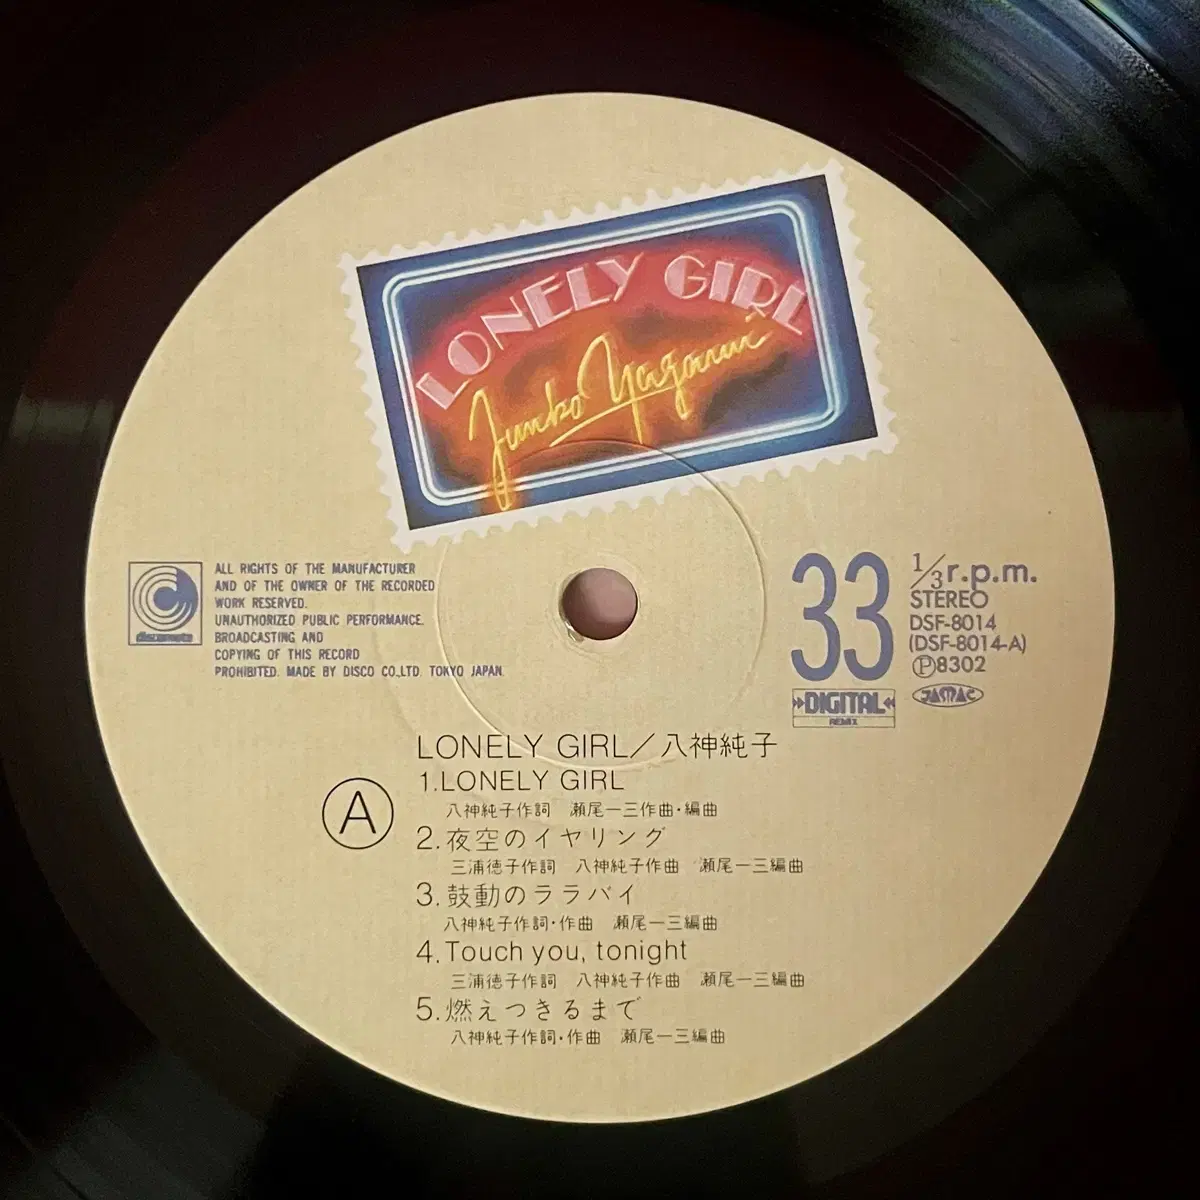 LONELY GIRL
Junko Yagami
discomate
ALL RIGHTS OF THE MANUFACTURER
AND OF THE OWNER OF THE RECORDED
WORK RESERVED.
UNAUTHORIZED PUBLIC PERFORMANCE.
BROADCASTING AND
COPYING OF THIS RECORD
PROHIBITED. MADE BY DISCO CO.,LTD. TOKYO JAPAN.
33 1/3 r.p.m.
STEREO
DSF-8014
(DSF-8014-A)
Ⓟ8302
DIGITAL
REMIX
JASRAC
LONELY GIRL/八神純子
Ⓐ
1.LONELY GIRL
八神純子作詞 瀬尾一三作曲・編曲
2.夜空のイヤリング
三浦徳子作詞 八神純子作曲 瀬尾一三編曲
3.鼓動のララバイ
八神純子作詞・作曲 瀬尾一三編曲
4.Touch you, tonight
三浦徳子作詞 八神純子作曲 瀬尾一三編曲
5.燃えつきるまで
八神純子作詞・作曲 瀬尾一三編曲